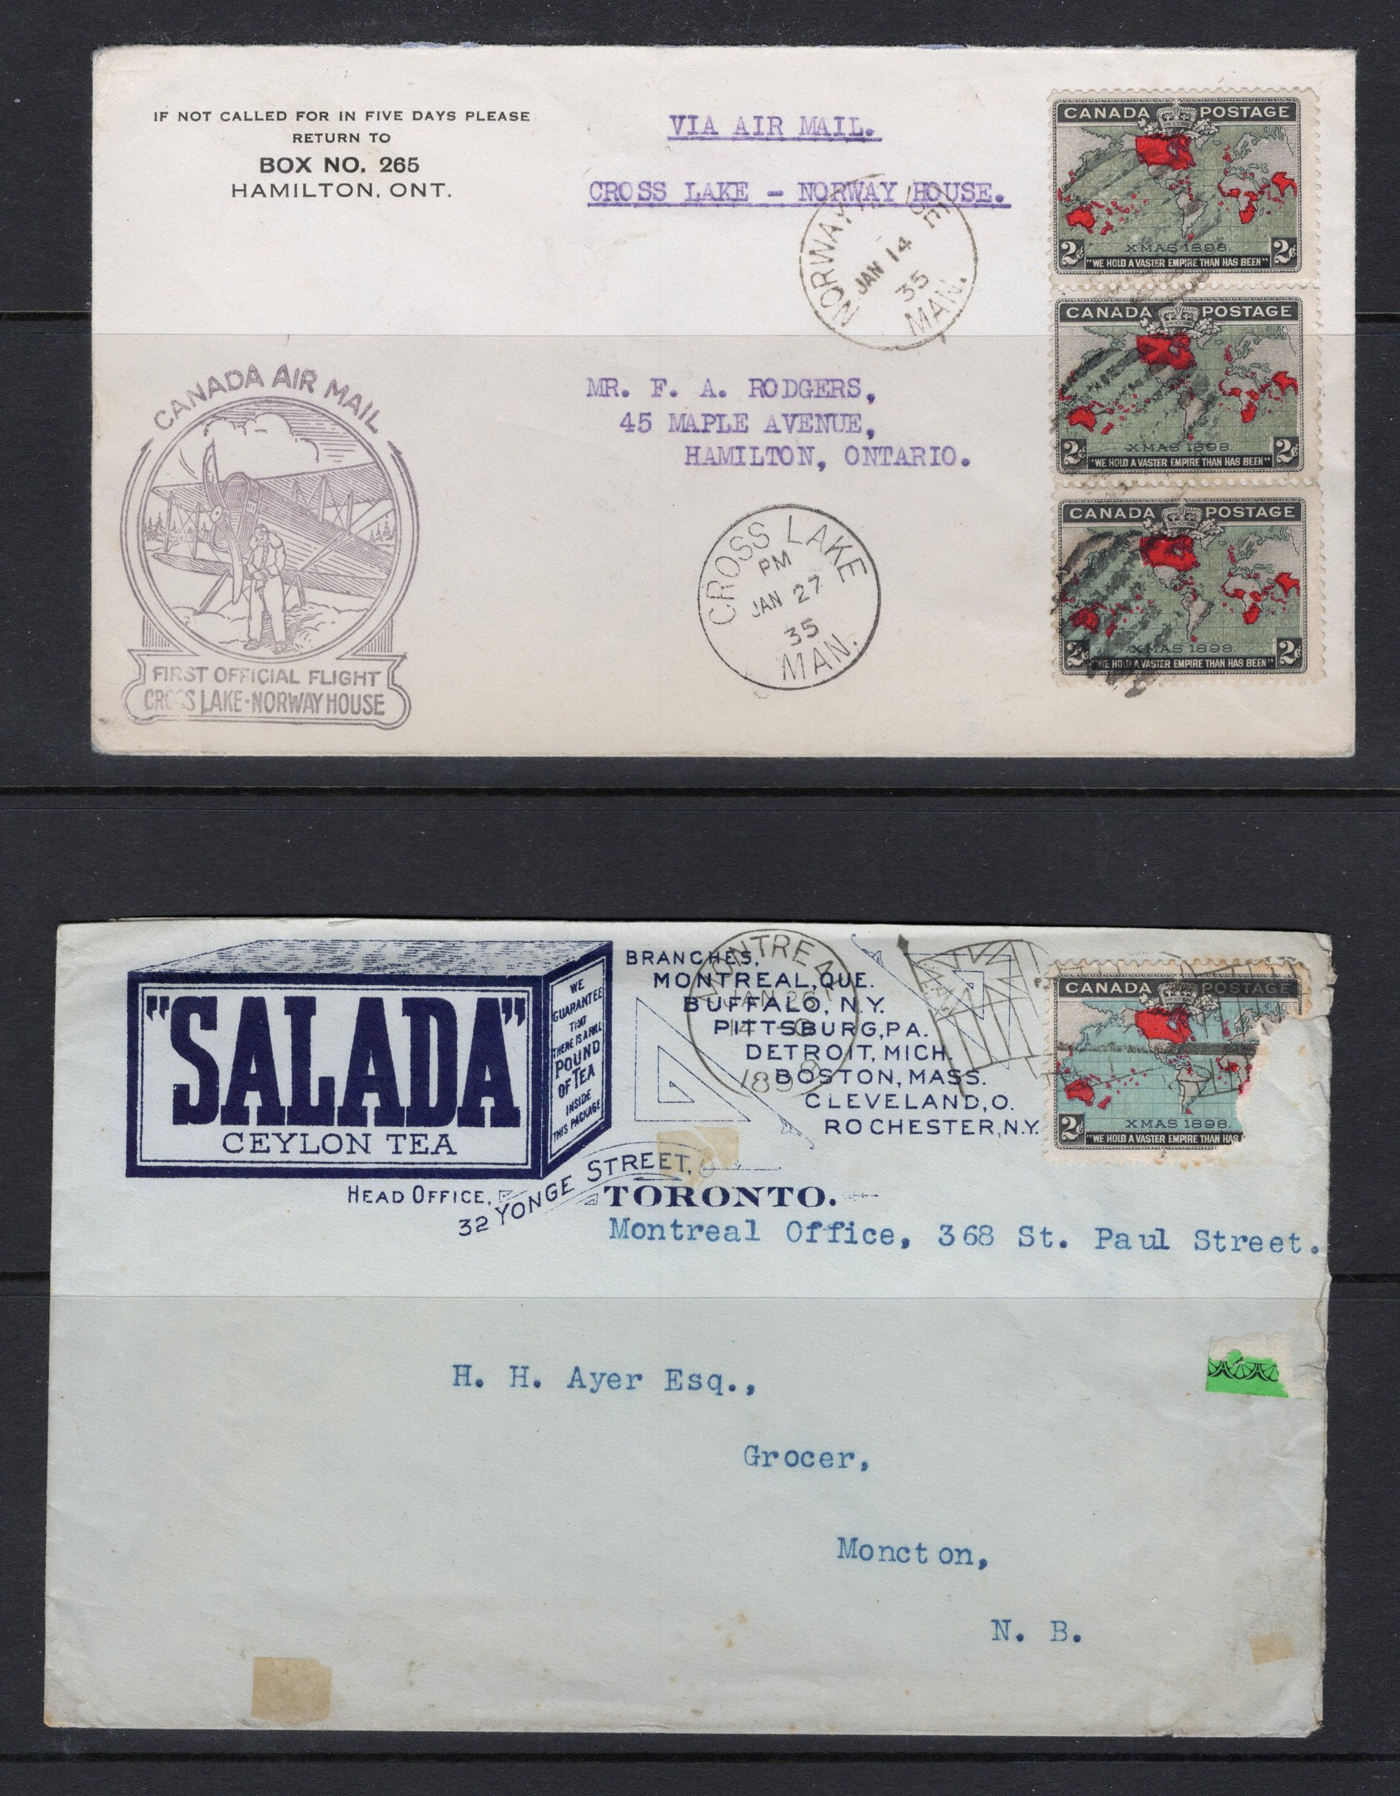 IF NOT CALLED FOR IN FIVE DAYS PLEASE
RETURN TO
BOX NO. 265
HAMILTON, ONT.
VIA AIR MAIL.
CROSS LAKE - NORWAY HOUSE.
NORWAY HOUSE
JAN 14
35
MAN.
CANADA POSTAGE
2¢ XMAS 1898. 2¢
"WE HOLD A VASTER EMPIRE THAN HAS BEEN"
CANADA POSTAGE
2¢ XMAS 1898. 2¢
"WE HOLD A VASTER EMPIRE THAN HAS BEEN"
CANADA POSTAGE
2¢ XMAS 1898. 2¢
"WE HOLD A VASTER EMPIRE THAN HAS BEEN"
MR. F. A. RODGERS,
45 MAPLE AVENUE,
HAMILTON, ONTARIO.
CANADA AIR MAIL
FIRST OFFICIAL FLIGHT
CROSS LAKE-NORWAY HOUSE
CROSS LAKE
PM
JAN 27
35
MAN.
"SALADA"
CEYLON TEA
WE
GUARANTEE
THAT
THERE IS A FULL
POUND
OF TEA
INSIDE
THIS PACKAGE
BRANCHES,
MONTREAL, QUE.
BUFFALO, N.Y.
PITTSBURG, PA.
DETROIT, MICH.
BOSTON, MASS.
CLEVELAND, O.
ROCHESTER, N.Y.
HEAD OFFICE,
32 YONGE STREET,
TORONTO.
MONTREAL
JAN 26
CANADA POSTAGE
2¢ XMAS 1898.
"WE HOLD A VASTER EMPIRE THAN HAS
Montreal Office, 368 St. Paul Street.
H. H. Ayer Esq.,
Grocer,
Moncton,
N. B.